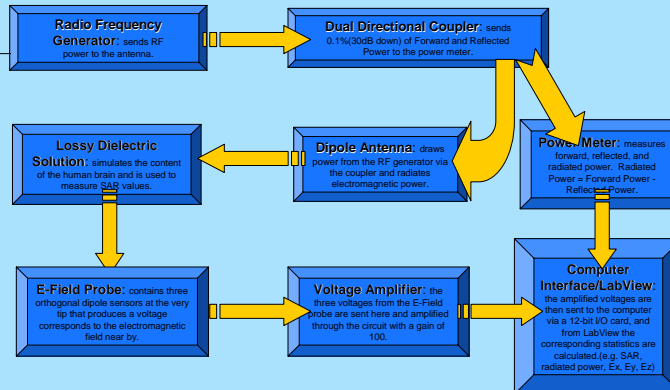 Radio Frequency
Generator: sends RF
power to the antenna.
Dual Directional Coupler: sends
0.1%(30dB down) of Forward and Reflected
Power to the power meter.
Lossy Dielectric
Solution: simulates the content
of the human brain and is used to
measure SAR values.
Dipole Antenna: draws
power from the RF generator via
the coupler and radiates
electromagnetic power.
Power Meter: measures
forward, reflected, and
radiated power. Radiated
Power = Forward Power -
Reflected Power.
E-Field Probe: contains three
orthogonal dipole sensors at the very
tip that produces a voltage
corresponds to the electromagnetic
field near by.
Voltage Amplifier: the
three voltages from the E-Field
probe are sent here and amplified
through the circuit with a gain of
100.
Computer
Interface/LabView:
the amplified voltages are
then sent to the computer
via a 12-bit I/O card, and
from LabView the
corresponding statistics are
calculated.(e.g. SAR,
radiated power, Ex, Ey, Ez)